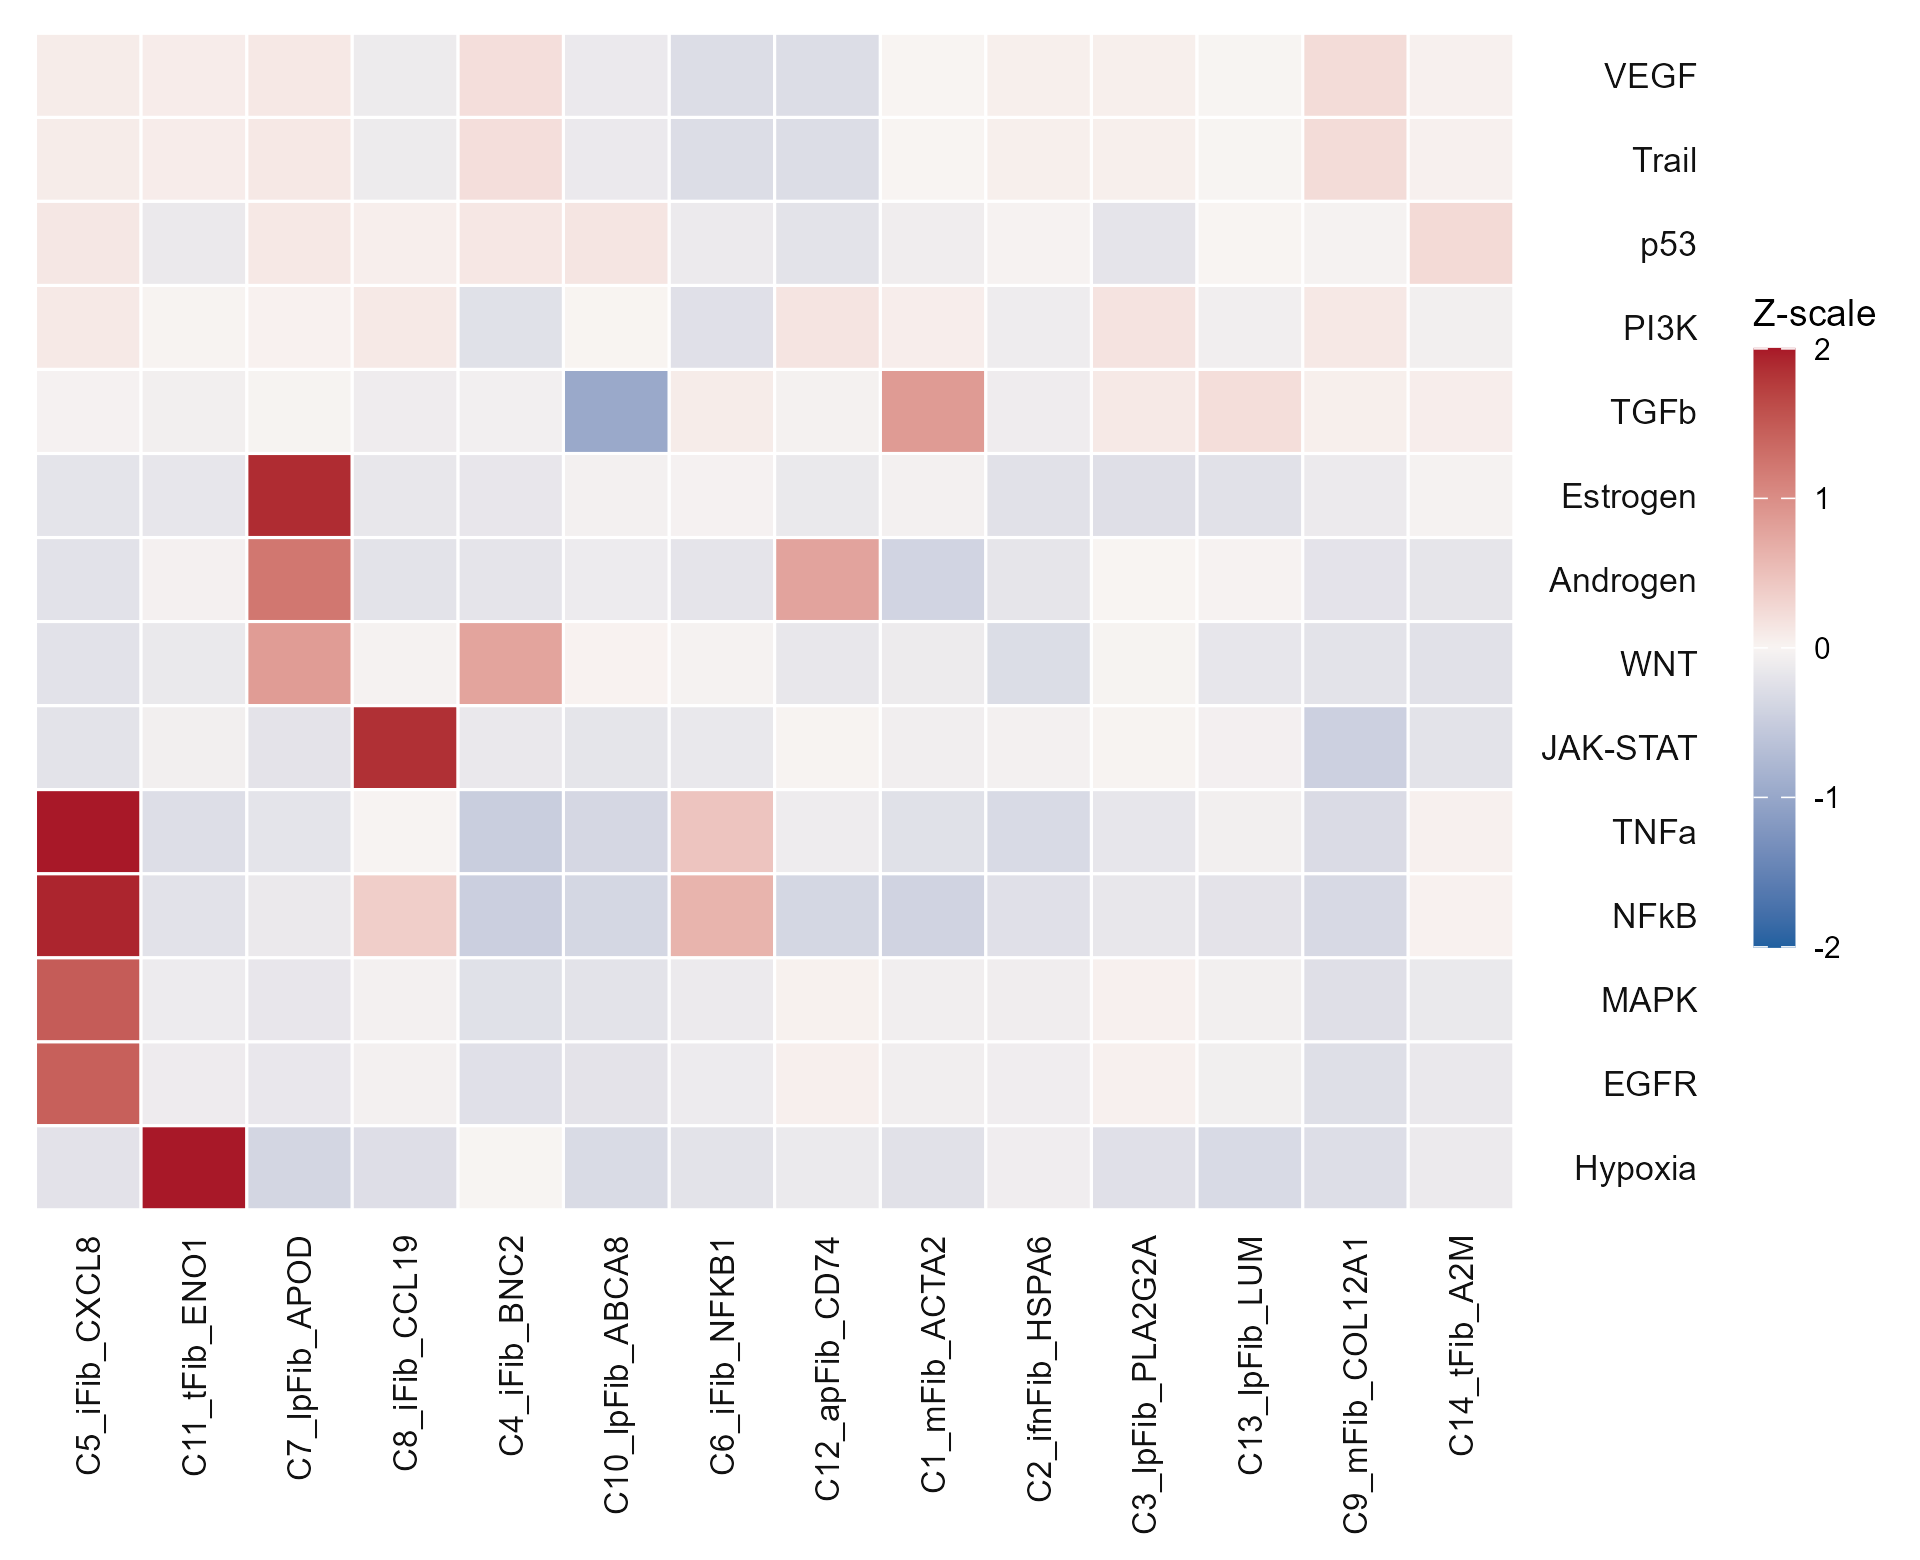 VEGF
Trail
p53
PI3K
TGFb
Estrogen
Androgen
WNT
JAK-STAT
TNFa
NFkB
MAPK
EGFR
Hypoxia
Z-scale
2
1
0
-1
-2
C5_iFib_CXCL8
C11_tFib_ENO1
C7_lpFib_APOD
C8_iFib_CCL19
C4_iFib_BNC2
C10_lpFib_ABCA8
C6_iFib_NFKB1
C12_apFib_CD74
C1_mFib_ACTA2
C2_ifnFib_HSPA6
C3_lpFib_PLA2G2A
C13_lpFib_LUM
C9_mFib_COL12A1
C14_tFib_A2M